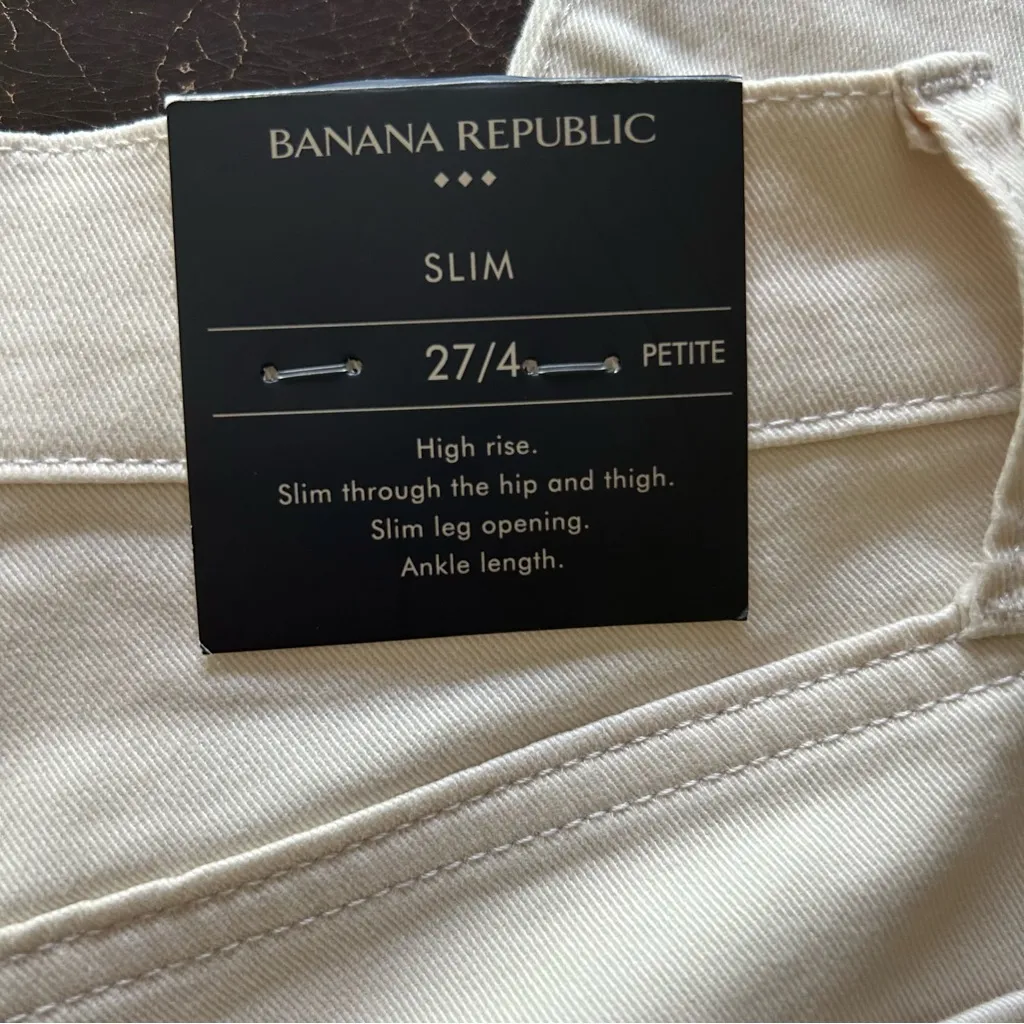 BANANA REPUBLIC
SLIM
27/4 PETITE
High rise.
Slim through the hip and thigh.
Slim leg opening.
Ankle length.